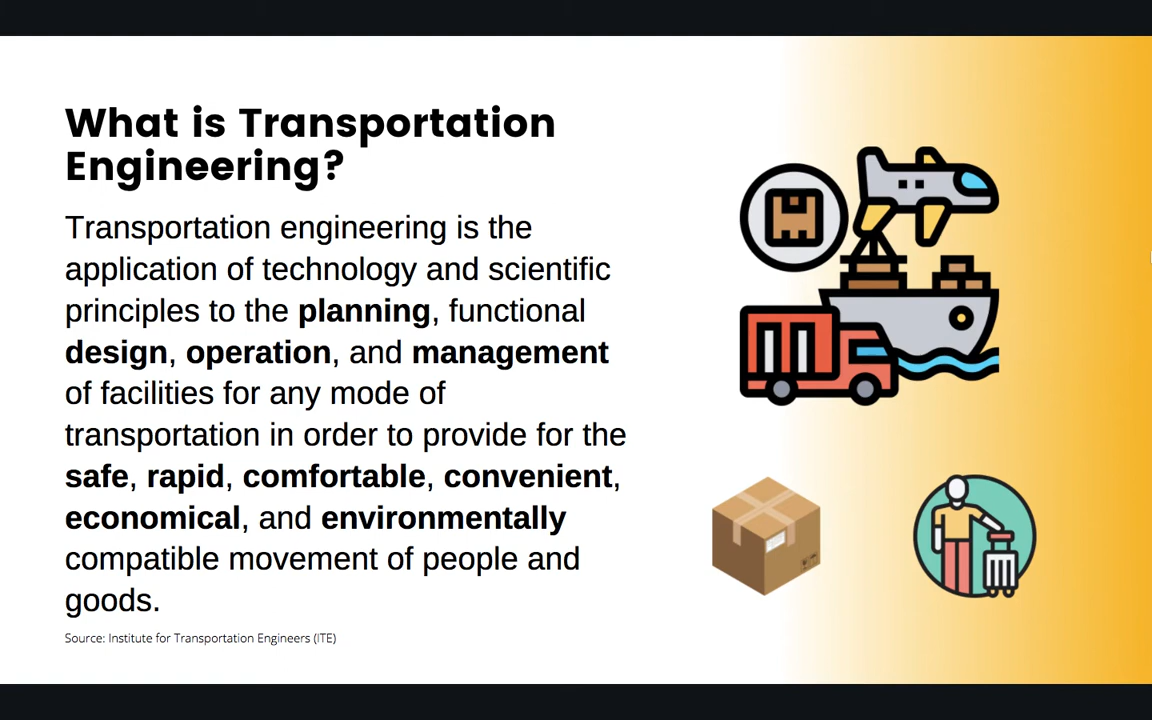 What is Transportation
Engineering?
Transportation engineering is the
application of technology and scientific
principles to the planning, functional
design, operation, and management
of facilities for any mode of
transportation in order to provide for the
safe, rapid, comfortable, convenient,
economical, and environmentally
compatible movement of people and
goods.
Source: Institute for Transportation Engineers (ITE)